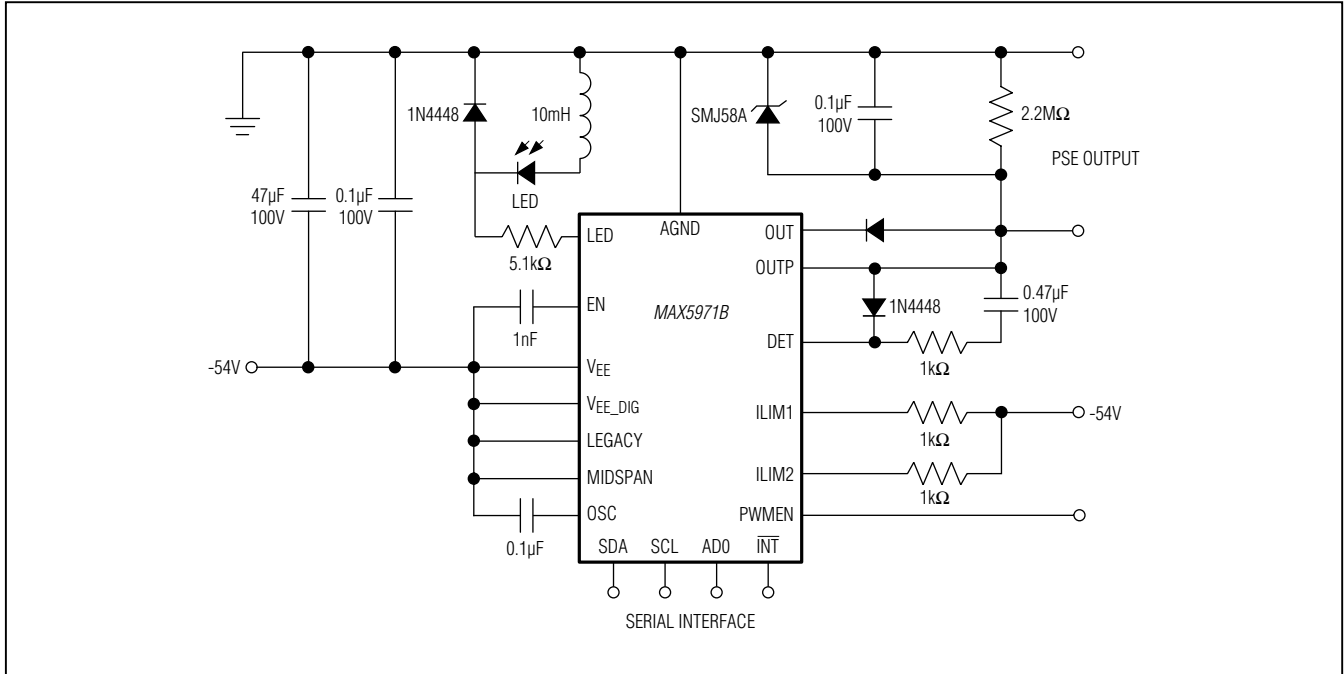 1N4448
10mH
SMJ58A
0.1µF
100V
2.2MΩ
PSE OUTPUT
47µF
100V
0.1µF
100V
LED
LED
AGND
OUT
5.1kΩ
OUTP
EN
MAX5971B
1N4448
0.47µF
100V
1nF
DET
-54V
VEE
1kΩ
VEE_DIG
ILIM1
-54V
1kΩ
LEGACY
ILIM2
MIDSPAN
1kΩ
OSC
PWMEN
0.1µF
SDA SCL AD0 INT
SERIAL INTERFACE